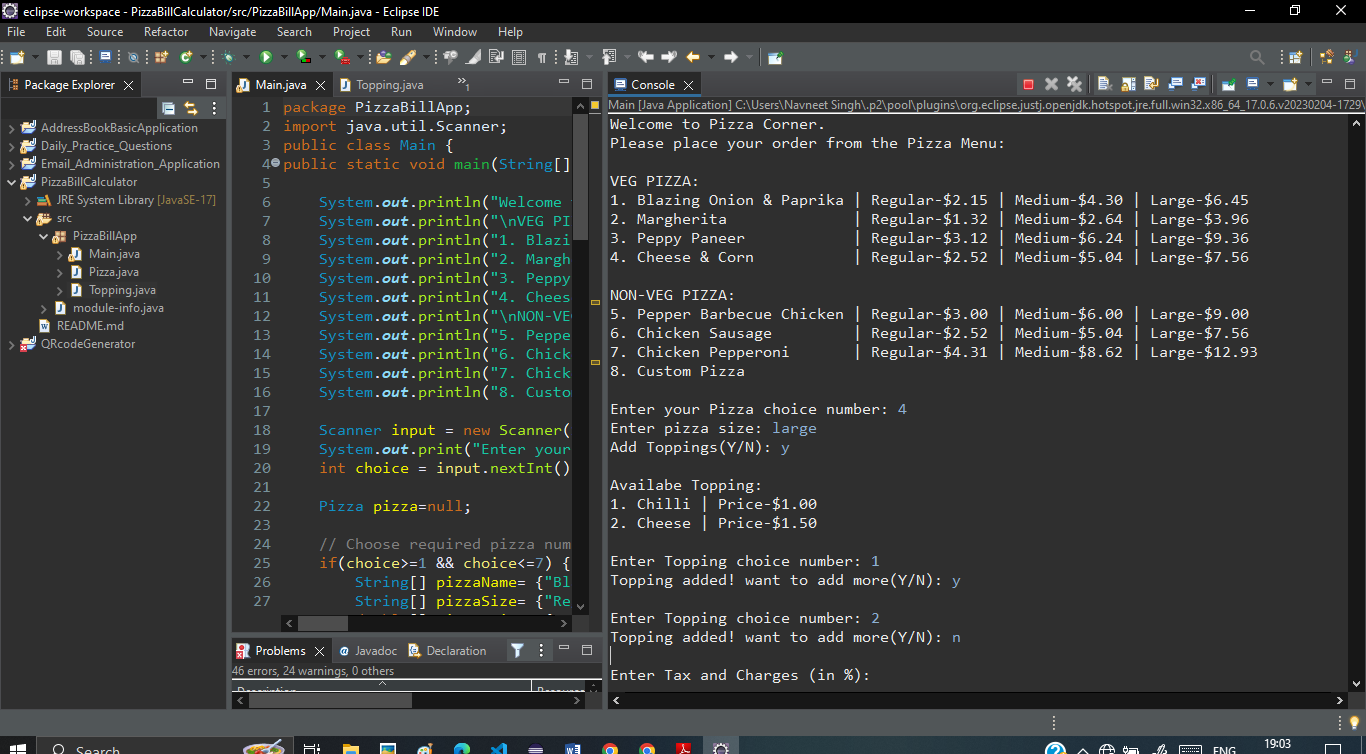 eclipse-workspace - PizzaBillCalculator/src/PizzaBillApp/Main.java - Eclipse IDE
File Edit Source Refactor Navigate Search Project Run Window Help
Package Explorer
AddressBookBasicApplication
Daily_Practice_Questions
Email_Administration_Application
PizzaBillCalculator
JRE System Library [JavaSE-17]
src
PizzaBillApp
Main.java
Pizza.java
Topping.java
module-info.java
README.md
QRcodeGenerator
Main.java Topping.java »1
1 package PizzaBillApp;
2 import java.util.Scanner;
3 public class Main {
4 public static void main(String[]
5
6 System.out.println("Welcome
7 System.out.println("\nVEG PI
8 System.out.println("1. Blazi
9 System.out.println("2. Margh
10 System.out.println("3. Peppy
11 System.out.println("4. Chees
12 System.out.println("\nNON-VE
13 System.out.println("5. Peppe
14 System.out.println("6. Chick
15 System.out.println("7. Chick
16 System.out.println("8. Custo
17
18 Scanner input = new Scanner(
19 System.out.print("Enter your
20 int choice = input.nextInt()
21
22 Pizza pizza=null;
23
24 // Choose required pizza num
25 if(choice>=1 && choice<=7) {
26 String[] pizzaName= {"Bl
27 String[] pizzaSize= {"Re
Problems Javadoc Declaration
46 errors, 24 warnings, 0 others
Console
Main [Java Application] C:\Users\Navneet Singh\.p2\pool\plugins\org.eclipse.justj.openjdk.hotspot.jre.full.win32.x86_64_17.0.6.v20230204-1729\
Welcome to Pizza Corner.
Please place your order from the Pizza Menu:
VEG PIZZA:
1. Blazing Onion & Paprika | Regular-$2.15 | Medium-$4.30 | Large-$6.45
2. Margherita | Regular-$1.32 | Medium-$2.64 | Large-$3.96
3. Peppy Paneer | Regular-$3.12 | Medium-$6.24 | Large-$9.36
4. Cheese & Corn | Regular-$2.52 | Medium-$5.04 | Large-$7.56
NON-VEG PIZZA:
5. Pepper Barbecue Chicken | Regular-$3.00 | Medium-$6.00 | Large-$9.00
6. Chicken Sausage | Regular-$2.52 | Medium-$5.04 | Large-$7.56
7. Chicken Pepperoni | Regular-$4.31 | Medium-$8.62 | Large-$12.93
8. Custom Pizza
Enter your Pizza choice number: 4
Enter pizza size: large
Add Toppings(Y/N): y
Availabe Topping:
1. Chilli | Price-$1.00
2. Cheese | Price-$1.50
Enter Topping choice number: 1
Topping added! want to add more(Y/N): y
Enter Topping choice number: 2
Topping added! want to add more(Y/N): n
Enter Tax and Charges (in %):
Search
ENG
19:03